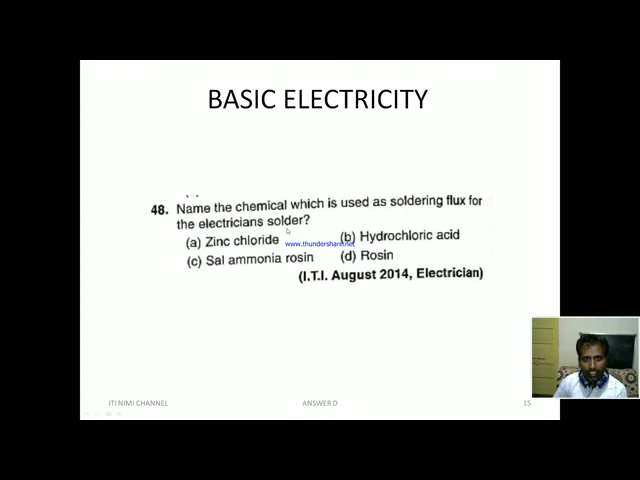 BASIC ELECTRICITY
48. Name the chemical which is used as soldering flux for
the electricians solder?
(a) Zinc chloride (b) Hydrochloric acid
www.thundershare.net
(c) Sal ammonia rosin (d) Rosin
(I.T.I. August 2014, Electrician)
ITI NIMI CHANNEL ANSWER D 15